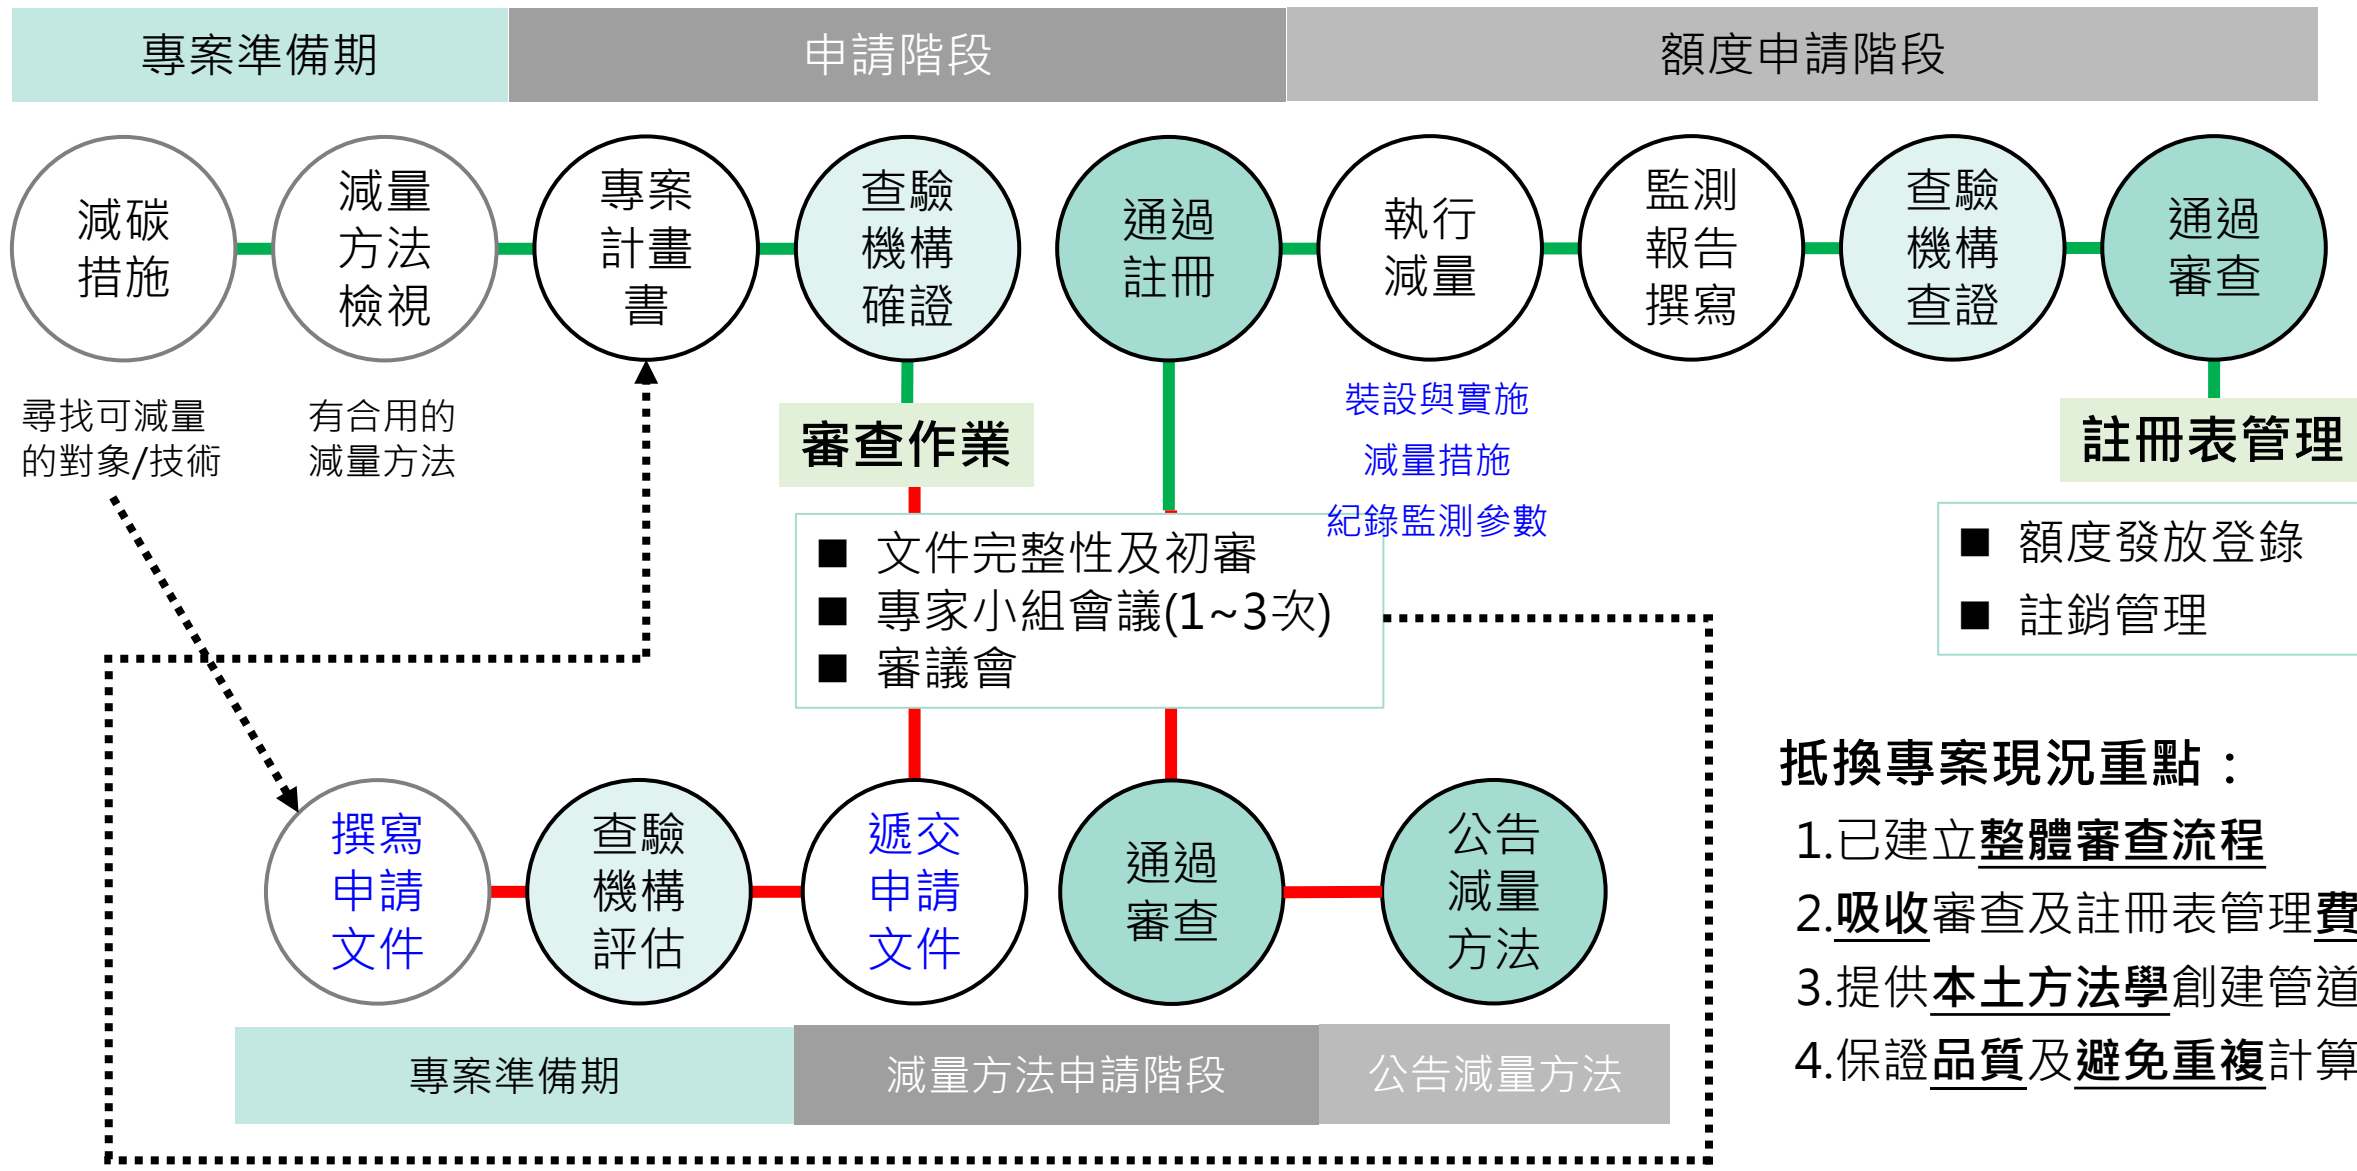 專案準備期
申請階段
額度申請階段
減碳
措施
減量
方法
檢視
專案
計畫
書
查驗
機構
確證
通過
註冊
執行
減量
監測
報告
撰寫
查驗
機構
查證
通過
審查
尋找可減量
的對象/技術
有合用的
減量方法
審查作業
裝設與實施
減量措施
紀錄監測參數
註冊表管理
■ 文件完整性及初審
■ 專家小組會議(1~3次)
■ 審議會
■ 額度發放登錄
■ 註銷管理
撰寫
申請
文件
查驗
機構
評估
遞交
申請
文件
通過
審查
公告
減量
方法
專案準備期
減量方法申請階段
公告減量方法
抵換專案現況重點：
1.已建立整體審查流程
2.吸收審查及註冊表管理費
3.提供本土方法學創建管道
4.保證品質及避免重複計算